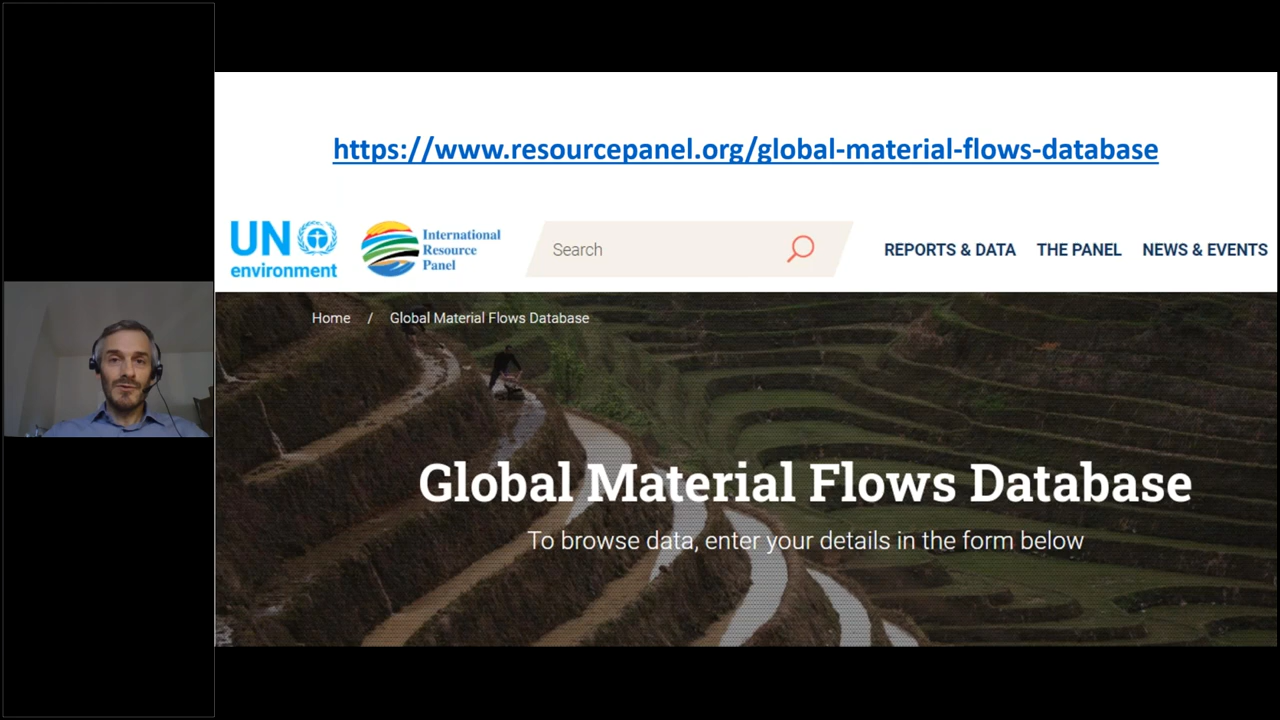 https://www.resourcepanel.org/global-material-flows-database
UN
environment
International
Resource
Panel
Search
REPORTS & DATA THE PANEL NEWS & EVENTS
Home / Global Material Flows Database
Global Material Flows Database
To browse data, enter your details in the form below